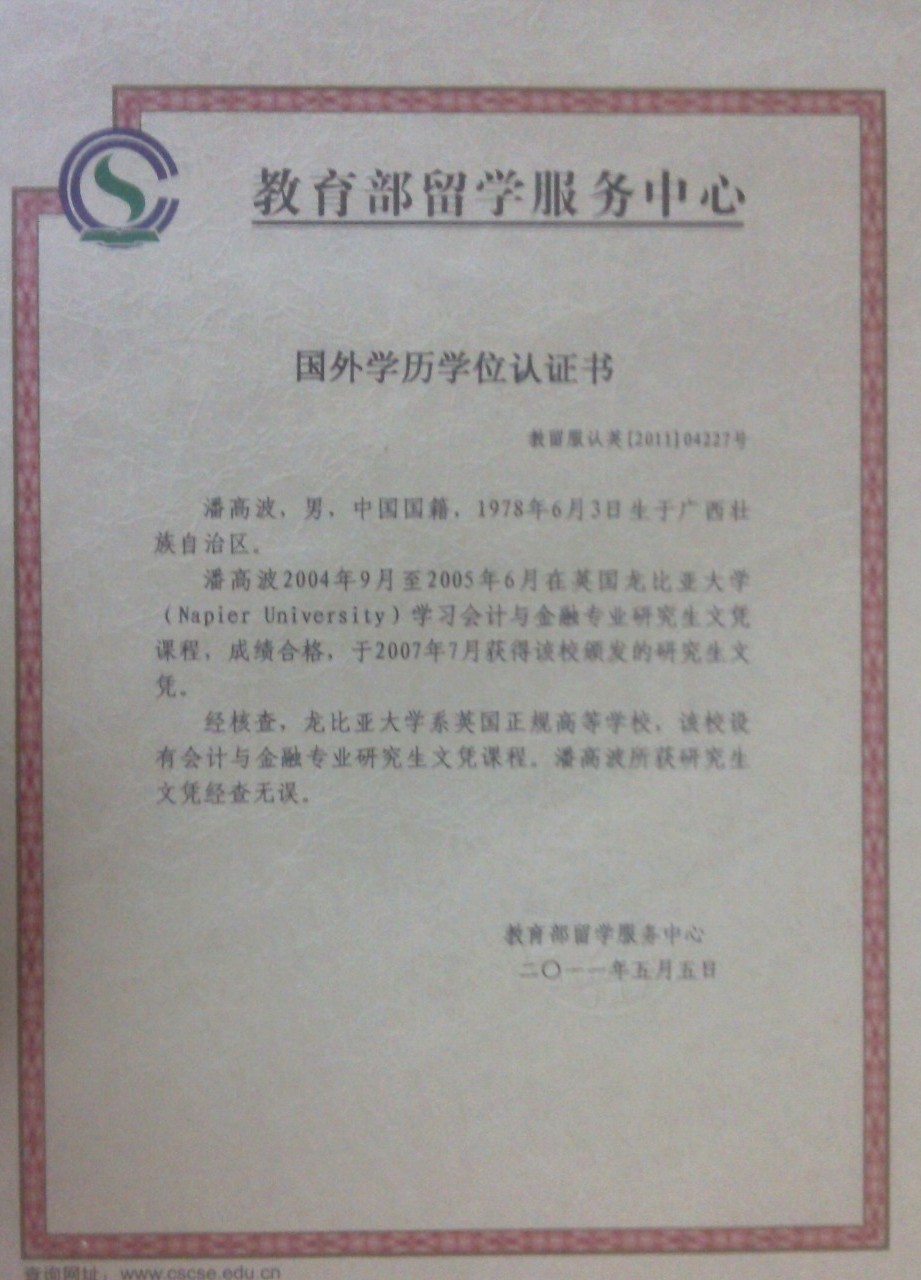 教育部留学服务中心
国外学历学位认证书
教留服认英[2011]04227号
潘高波，男，中国国籍，1978年6月3日生于广西壮
族自治区。
潘高波2004年9月至2005年6月在英国龙比亚大学
（Napier University）学习会计与金融专业研究生文凭
课程，成绩合格，于2007年7月获得该校颁发的研究生文
凭。
经核查，龙比亚大学系英国正规高等学校，该校设
有会计与金融专业研究生文凭课程。潘高波所获研究生
文凭经查无误。
教育部留学服务中心
二〇一一年五月五日
查询网址：www.cscse.edu.cn